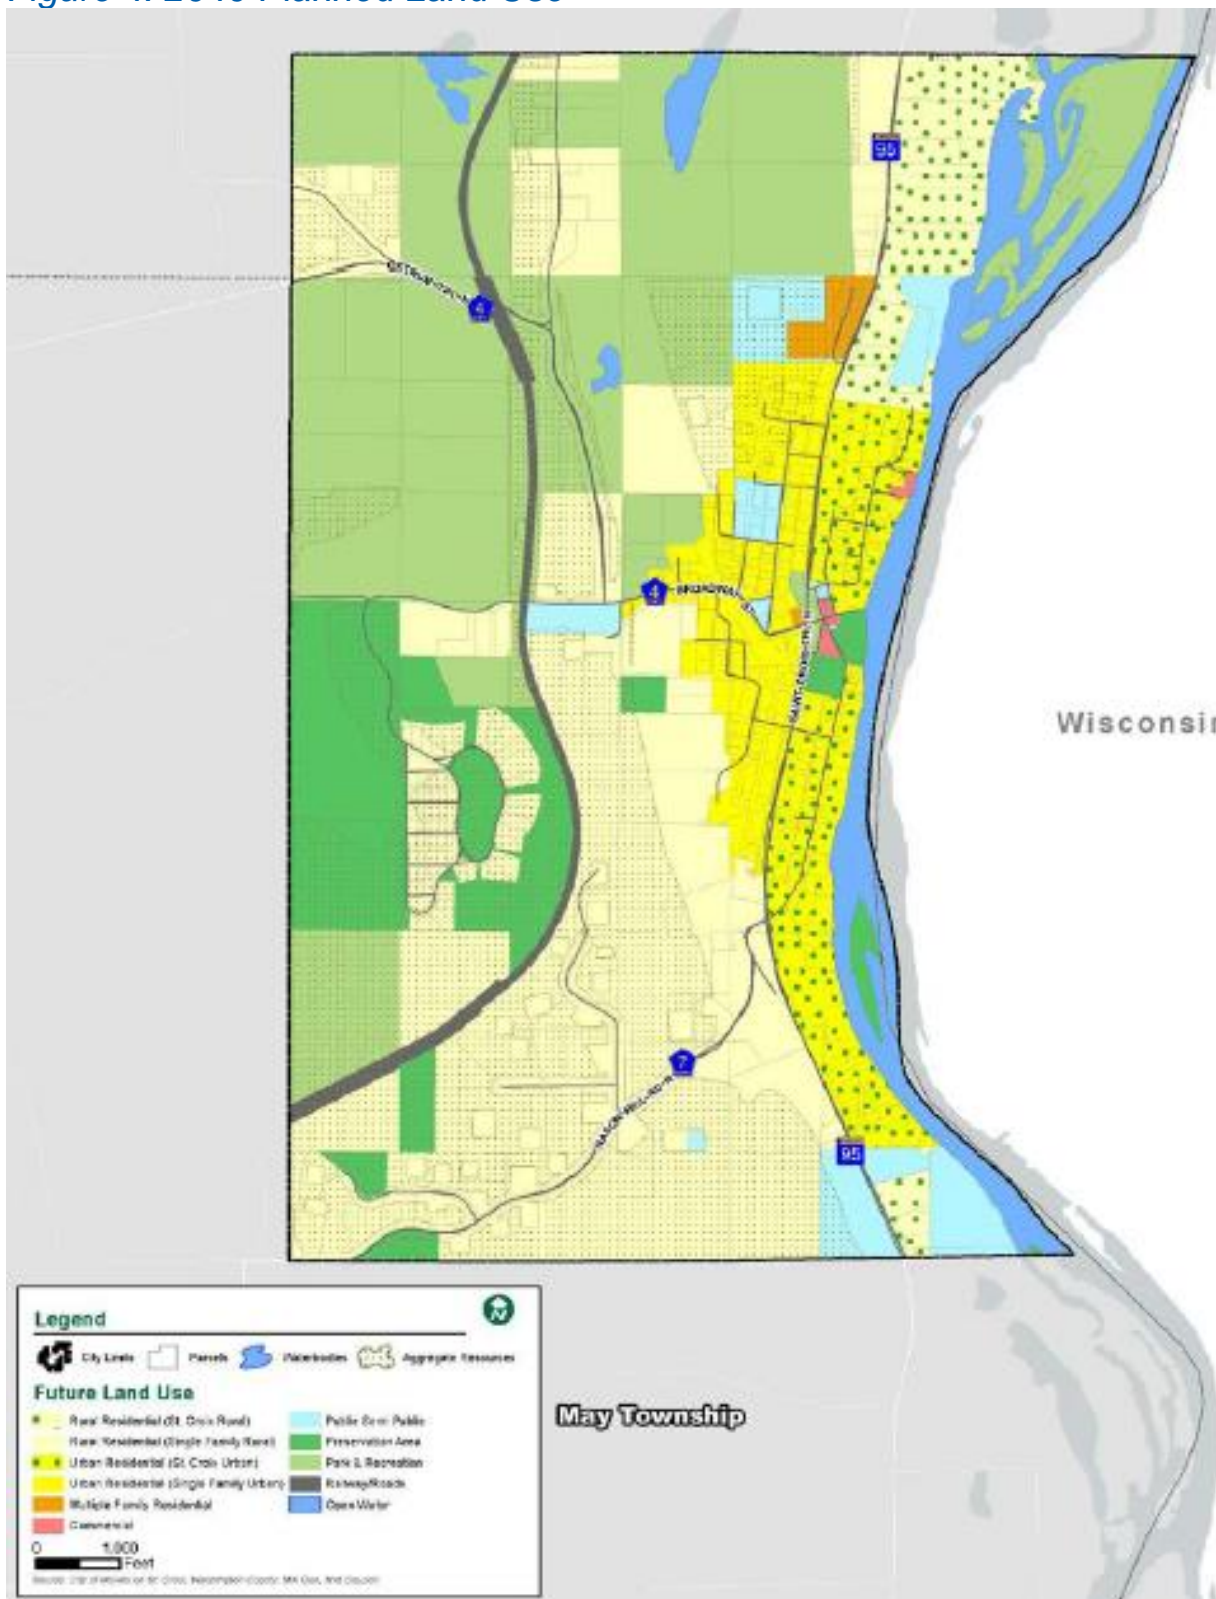 Figure 4. 2040 Planned Land Use
95
4
4
BROADWAY ST
Wisconsin
7
95
Legend
N
City Limits
Parcels
Waterbodies
Aggregate Resources
Future Land Use
Rural Residential (St. Croix Rural)
Public Semi Public
Rural Residential (Single Family Rural)
Preservation Area
Urban Residential (St. Croix Urban)
Park & Recreation
Urban Residential (Single Family Urban)
Railway/Roads
Multiple Family Residential
Open Water
Commercial
0 1,000
Feet
May Township